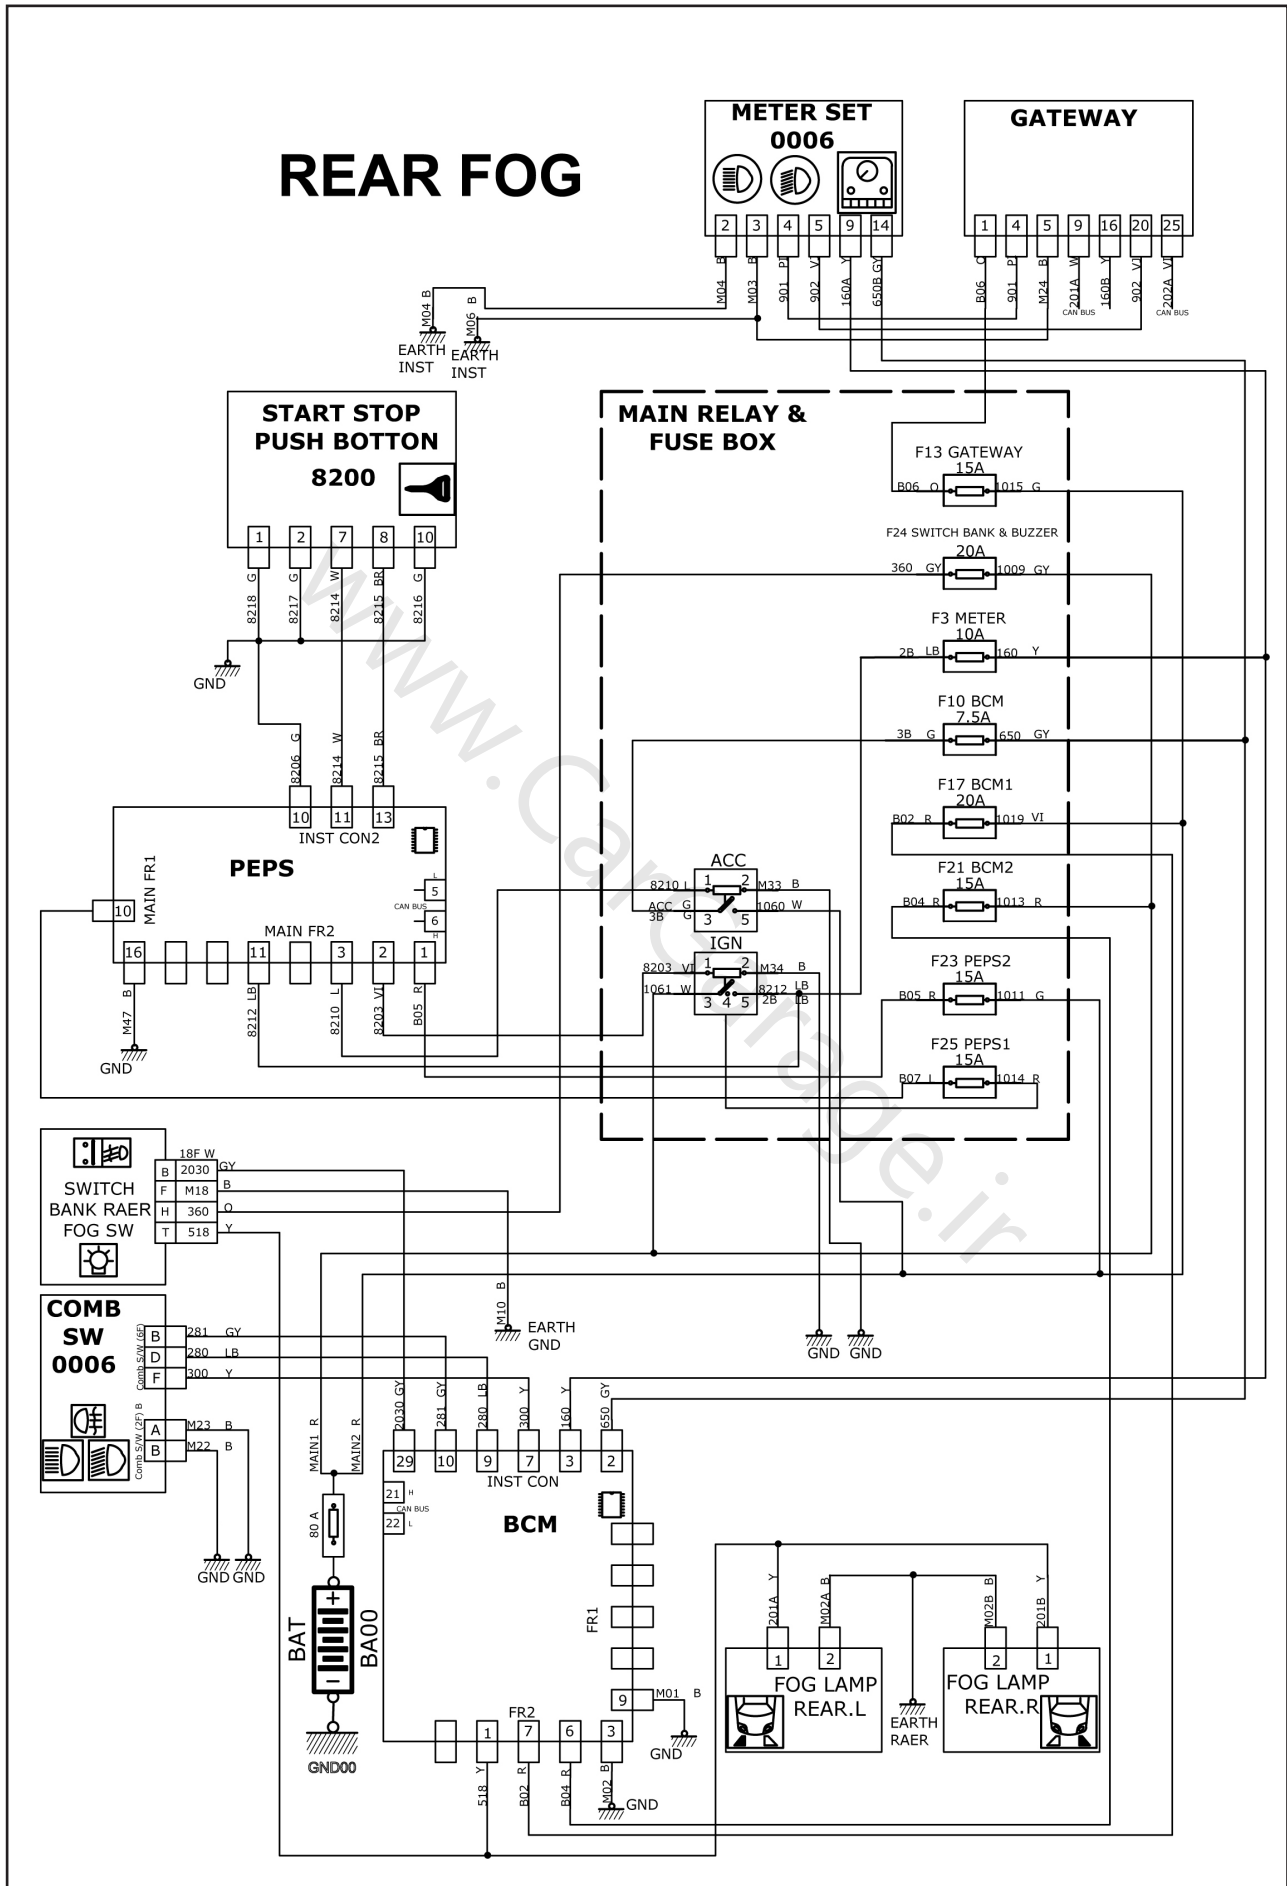 REAR FOG
METER SET
0006
2 3 4 5 9 14
M04 B
M03 B
901 PI
902 VI
160A Y
650B GY
GATEWAY
1 4 5 9 16 20 25
B06 O
901 PI
M24 B
201A W
160B Y
902 VI
202A VI
CAN BUS
CAN BUS
M04 B
M06 B
EARTH
INST
EARTH
INST
START STOP
PUSH BOTTON
8200
1 2 7 8 10
8218 G
8217 G
8214 W
8215 BR
8216 G
GND
MAIN RELAY &
FUSE BOX
F13 GATEWAY
15A
B06 O 1015 G
F24 SWITCH BANK & BUZZER
20A
360 GY 1009 GY
F3 METER
10A
2B LB 160 Y
F10 BCM
7.5A
3B G 650 GY
F17 BCM1
20A
B02 R 1019 VI
F21 BCM2
15A
B04 R 1013 R
F23 PEPS2
15A
B05 R 1011 G
F25 PEPS1
15A
B07 L 1014 R
ACC
8210 L 1 2 M33 B
ACC G 1060 W
3B G 3 5
IGN
8203 VI 1 2 M34 B
1061 W 8212 LB
3 4 5 2B LB
8206 G
8214 W
8215 BR
10 11 13
INST CON2
PEPS
MAIN FR1
10
L
5
CAN BUS
6
H
MAIN FR2
16 11 3 2 1
M47 B
8212 LB
8210 L
8203 VI
B05 R
GND
SWITCH
BANK RAER
FOG SW
18F W
B 2030 GY
F M18 B
H 360 O
T 518 Y
M10 B
EARTH
GND
GND GND
COMB
SW
0006
Comb S/W (6F)
B 281 GY
D 280 LB
F 300 Y
Comb S/W (2F) B
A M23 B
B M22 B
GND GND
MAIN1 R
MAIN2 R
80 A
BAT
+
−
BA00
GND00
2030 GY
281 GY
280 LB
300 Y
160 Y
650 GY
29 10 9 7 3 2
INST CON
21 H
CAN BUS
22 L
BCM
FR1
9 M01 B
GND
FR2
1 7 6 3
518 Y
B02 R
B04 R
M02 B
GND
201A Y
M02A B
M02B B
201B Y
1 2
FOG LAMP
REAR.L
2 1
FOG LAMP
REAR.R
EARTH
RAER
www.CarGarage.ir